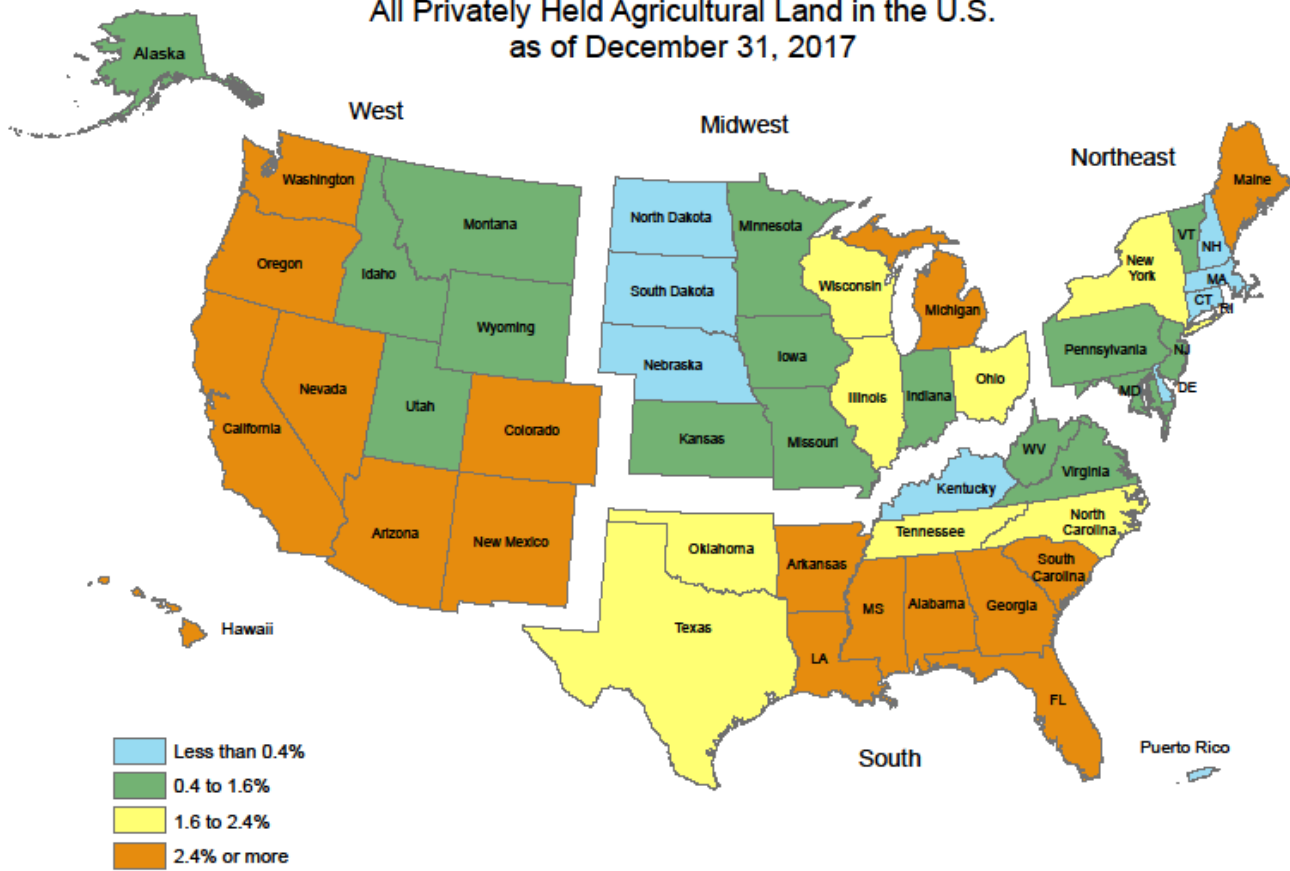 All Privately Held Agricultural Land in the U.S.
as of December 31, 2017
Alaska
West
Midwest
Northeast
Washington
Montana
North Dakota
Minnesota
Maine
VT
NH
Oregon
Idaho
South Dakota
Wisconsin
Michigan
New
York
MA
CT
RI
Wyoming
Nebraska
Iowa
Pennsylvania
NJ
Nevada
Utah
Illinois
Indiana
Ohio
MD
DE
California
Colorado
Kansas
Missouri
WV
Virginia
Kentucky
Arizona
New Mexico
Oklahoma
Arkansas
Tennessee
North
Carolina
South
Carolina
Hawaii
Texas
LA
MS
Alabama
Georgia
FL
Less than 0.4%
0.4 to 1.6%
1.6 to 2.4%
2.4% or more
South
Puerto Rico